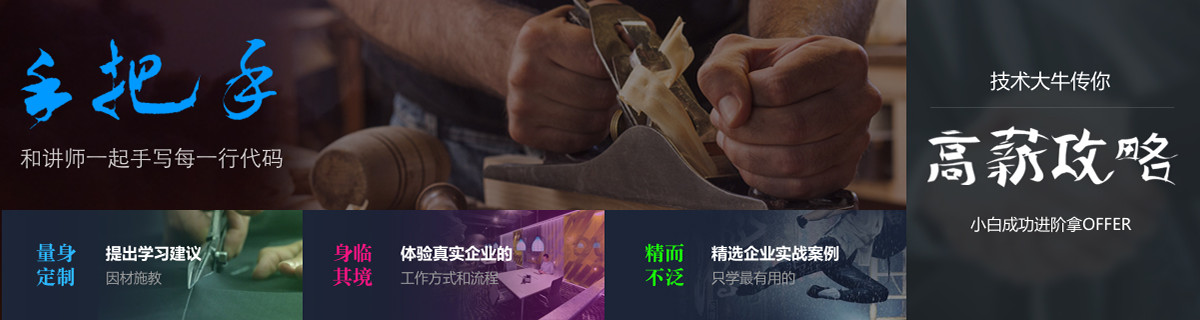 手把手
和讲师一起手写每一行代码
量身
定制
提出学习建议
因材施教
身临
其境
体验真实企业的
工作方式和流程
精而
不泛
精选企业实战案例
只学最有用的
技术大牛传你
高薪攻略
小白成功进阶拿OFFER